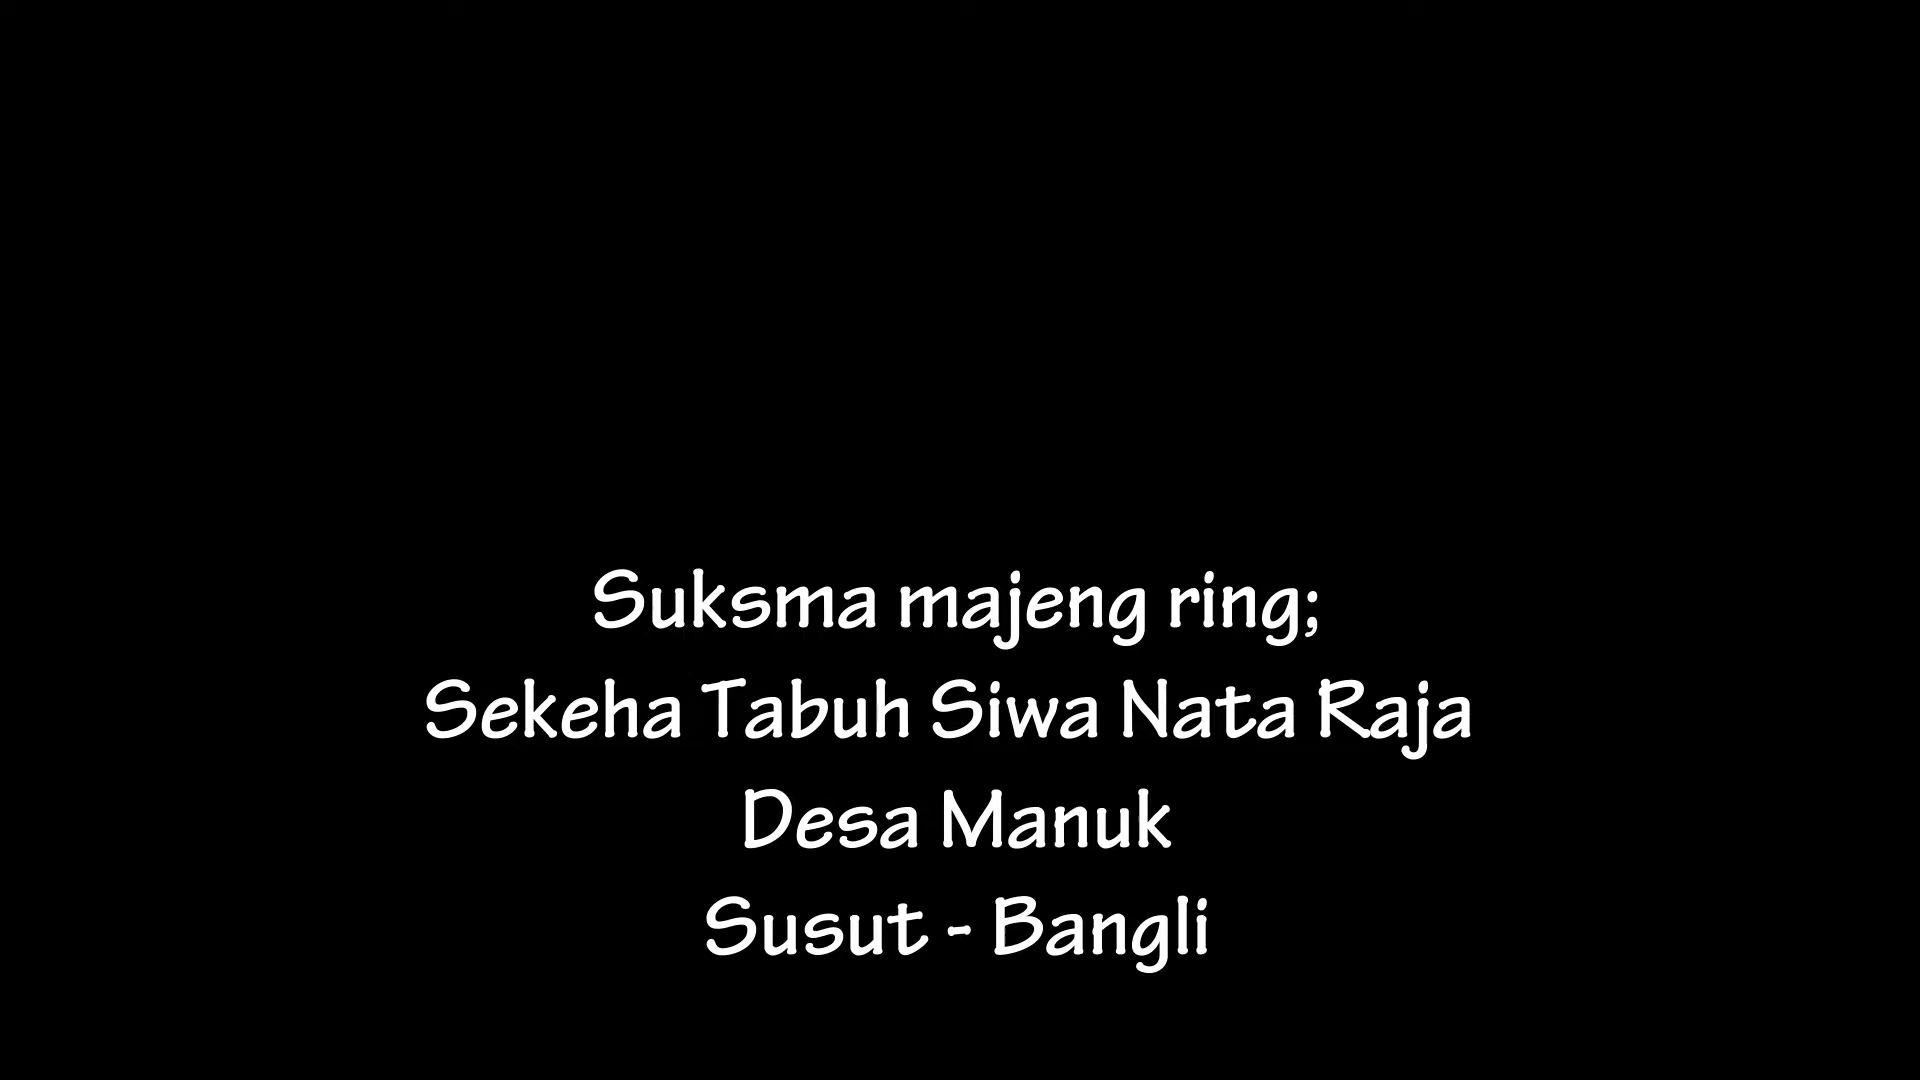 Suksma majeng ring;
Sekeha Tabuh Siwa Nata Raja
Desa Manuk
Susut - Bangli